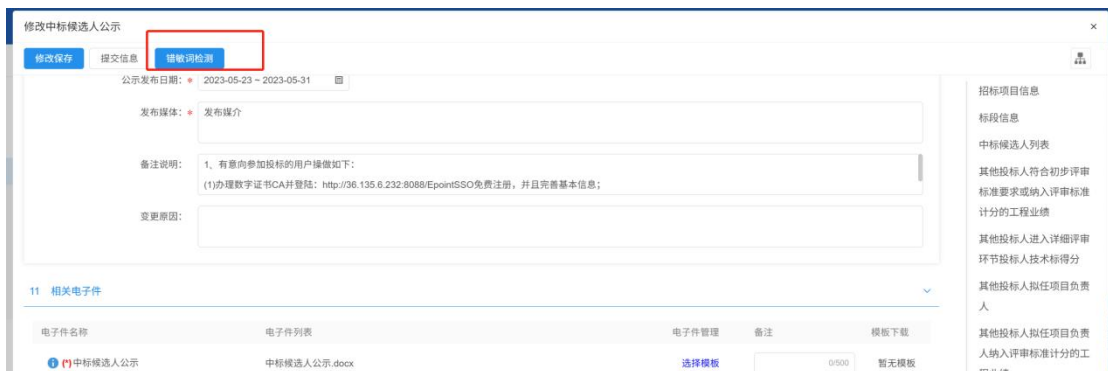 修改中标候选人公示
×
修改保存 提交信息 错敏词检测
公示发布日期: * 2023-05-23 ~ 2023-05-31
招标项目信息
发布媒体: * 发布媒介
标段信息
中标候选人列表
备注说明: 1、有意向参加投标的用户操做如下:
(1)办理数字证书CA并登陆: http://36.135.6.232:8088/EpointSSO免费注册，并且完善基本信息;
其他投标人符合初步评审
标准要求或纳入评审标准
计分的工程业绩
变更原因:
其他投标人进入详细评审
环节投标人技术标得分
11 相关电子件
其他投标人拟任项目负责
人
电子件名称 电子件列表 电子件管理 备注 模板下载
其他投标人拟任项目负责
人纳入评审标准计分的工
(*)中标候选人公示 中标候选人公示.docx 选择模板 0/500 暂无模板